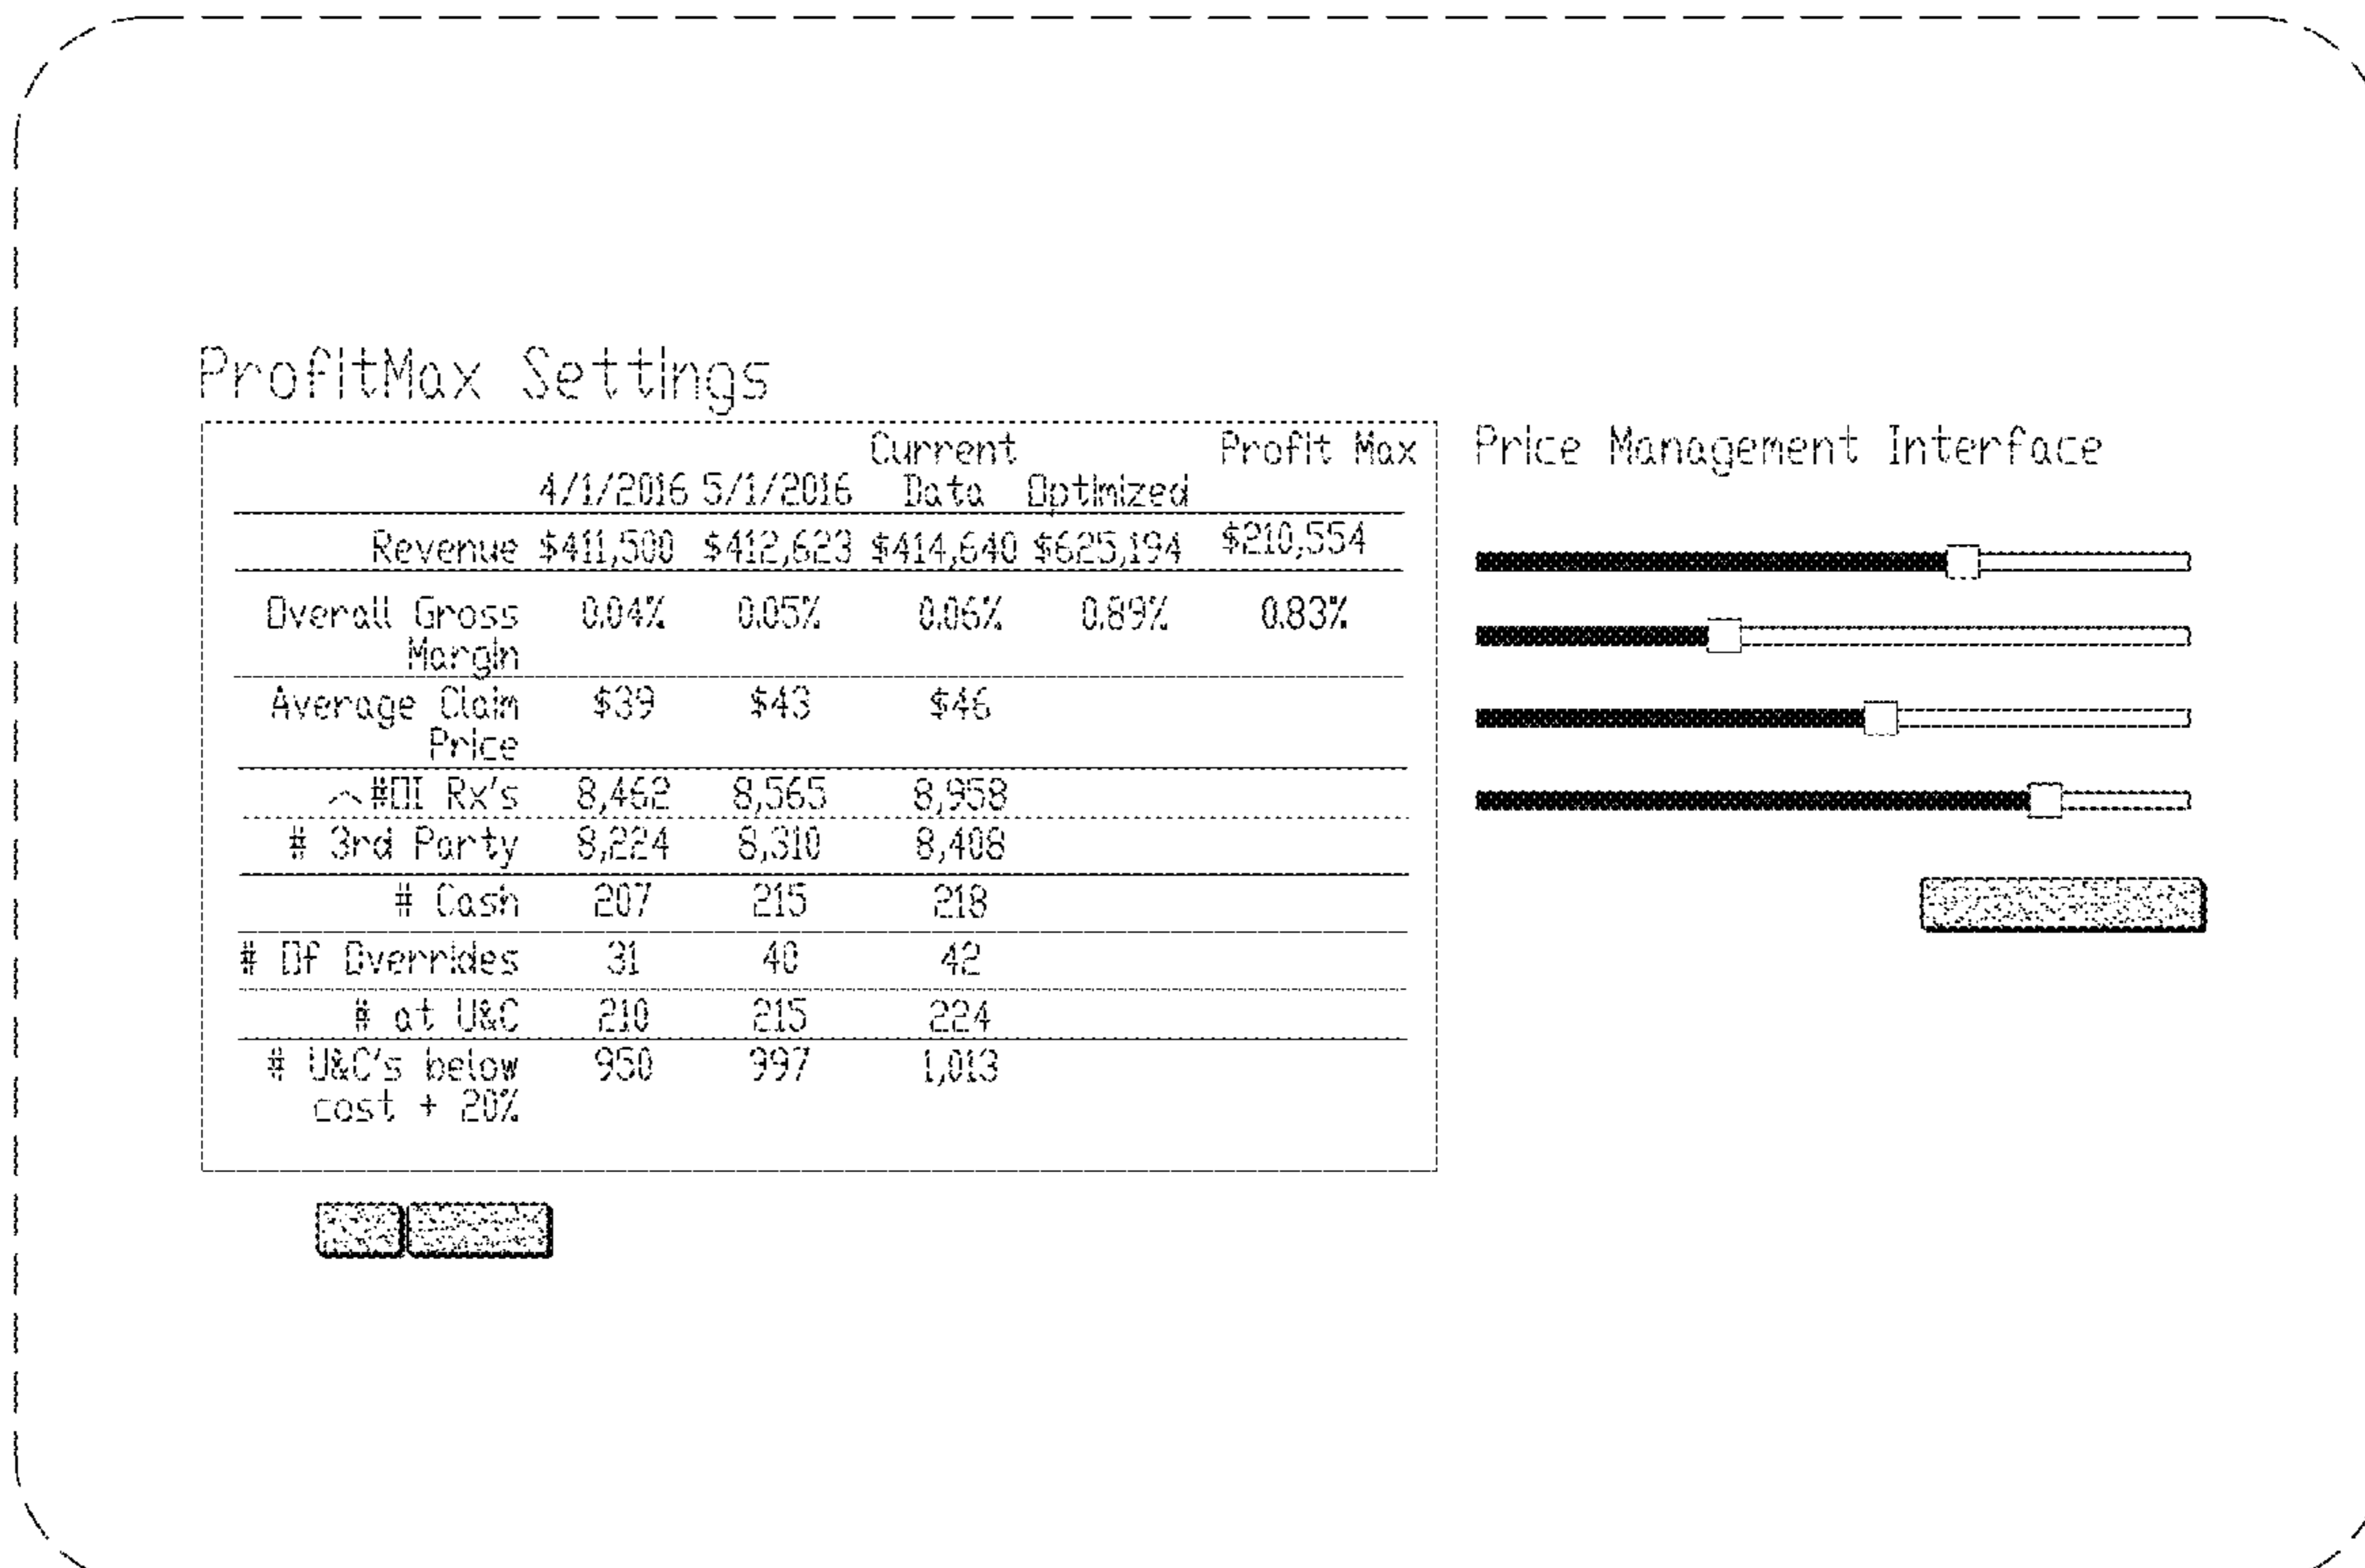 ProfitMax Settings
Current Profit Max
4/1/2016 5/1/2016 Data Optimized
Revenue $411,500 $412,623 $414,640 $625,194 $210,554
Overall Gross 0.04% 0.05% 0.06% 0.89% 0.83%
Margin
Average Claim $39 $43 $46
Price
Rx's 8,462 8,565 8,958
# 3rd Party 8,224 8,310 8,408
# Cash 207 215 218
# Of Overrides 31 40 42
# at U&C 210 215 224
# U&C's below 950 997 1,013
cost + 20%
Price Management Interface